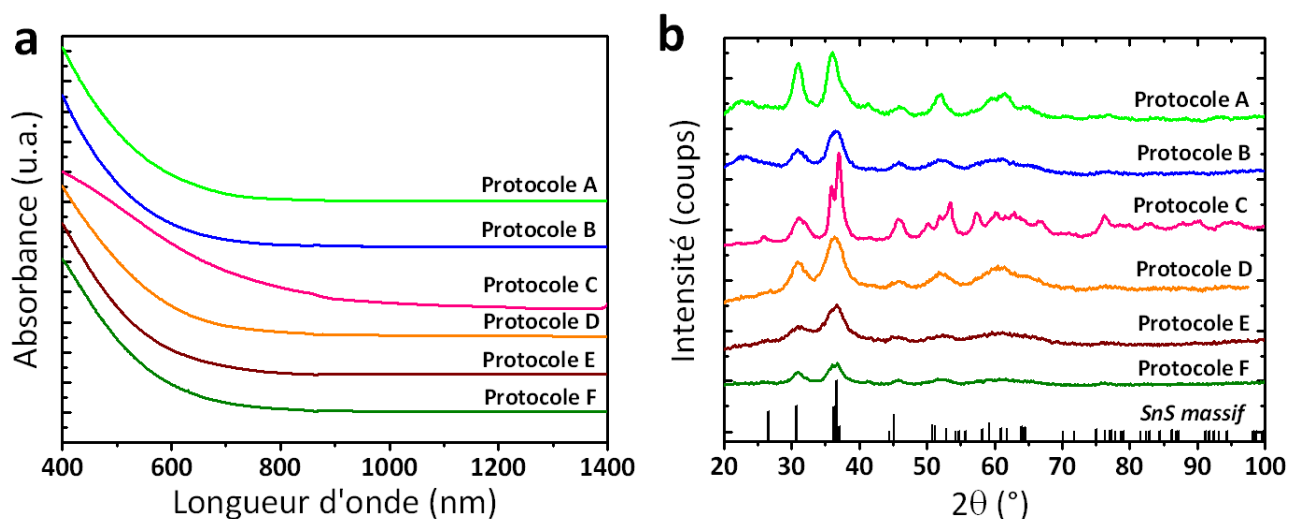 a
Absorbance (u.a.)
Protocole A
Protocole B
Protocole C
Protocole D
Protocole E
Protocole F
400 600 800 1000 1200 1400
Longueur d'onde (nm)
b
Intensité (coups)
Protocole A
Protocole B
Protocole C
Protocole D
Protocole E
Protocole F
SnS massif
20 30 40 50 60 70 80 90 100
2θ (°)